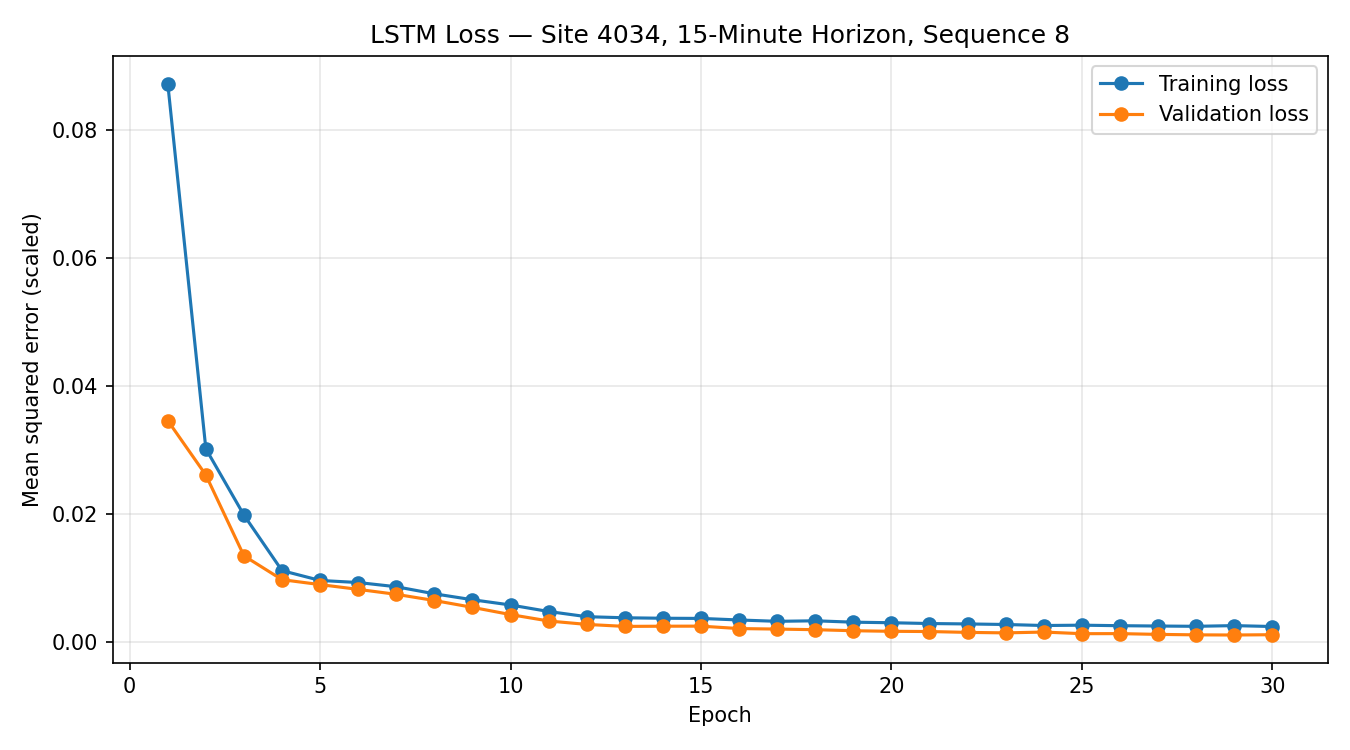 LSTM Loss — Site 4034, 15-Minute Horizon, Sequence 8
Training loss
Validation loss
Mean squared error (scaled)
0.08
0.06
0.04
0.02
0.00
0 5 10 15 20 25 30
Epoch